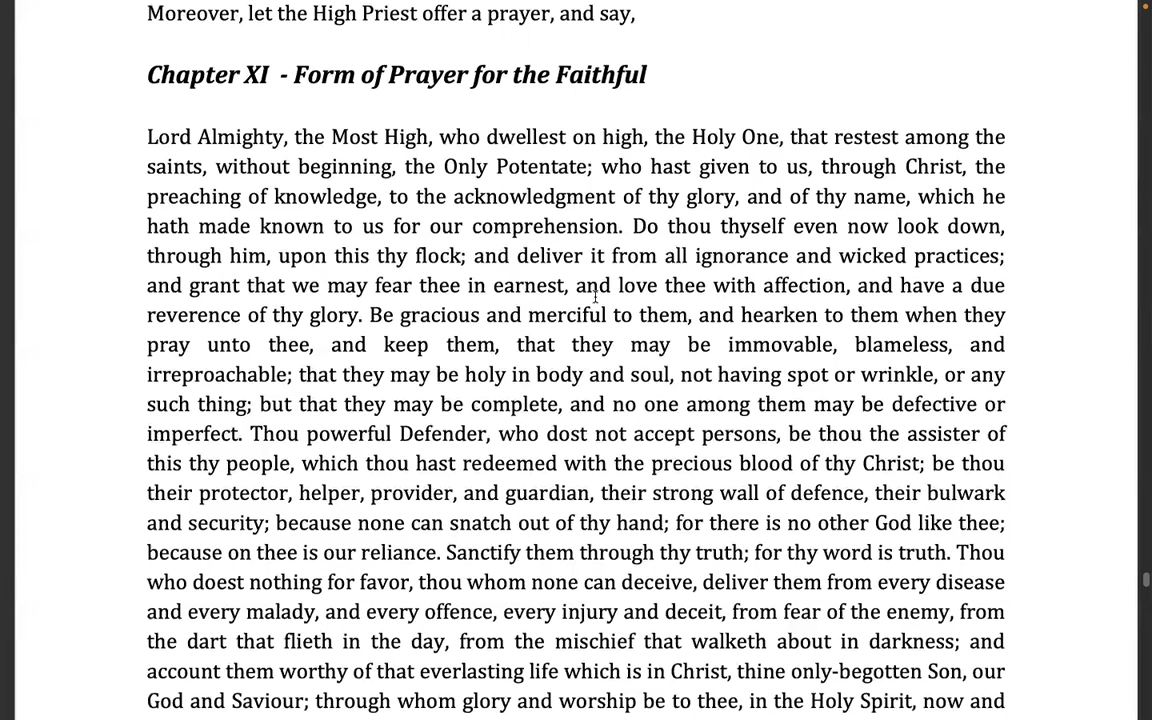 Moreover, let the High Priest offer a prayer, and say,
Chapter XI - Form of Prayer for the Faithful
Lord Almighty, the Most High, who dwellest on high, the Holy One, that restest among the
saints, without beginning, the Only Potentate; who hast given to us, through Christ, the
preaching of knowledge, to the acknowledgment of thy glory, and of thy name, which he
hath made known to us for our comprehension. Do thou thyself even now look down,
through him, upon this thy flock; and deliver it from all ignorance and wicked practices;
and grant that we may fear thee in earnest, and love thee with affection, and have a due
reverence of thy glory. Be gracious and merciful to them, and hearken to them when they
pray unto thee, and keep them, that they may be immovable, blameless, and
irreproachable; that they may be holy in body and soul, not having spot or wrinkle, or any
such thing; but that they may be complete, and no one among them may be defective or
imperfect. Thou powerful Defender, who dost not accept persons, be thou the assister of
this thy people, which thou hast redeemed with the precious blood of thy Christ; be thou
their protector, helper, provider, and guardian, their strong wall of defence, their bulwark
and security; because none can snatch out of thy hand; for there is no other God like thee;
because on thee is our reliance. Sanctify them through thy truth; for thy word is truth. Thou
who doest nothing for favor, thou whom none can deceive, deliver them from every disease
and every malady, and every offence, every injury and deceit, from fear of the enemy, from
the dart that flieth in the day, from the mischief that walketh about in darkness; and
account them worthy of that everlasting life which is in Christ, thine only-begotten Son, our
God and Saviour; through whom glory and worship be to thee, in the Holy Spirit, now and